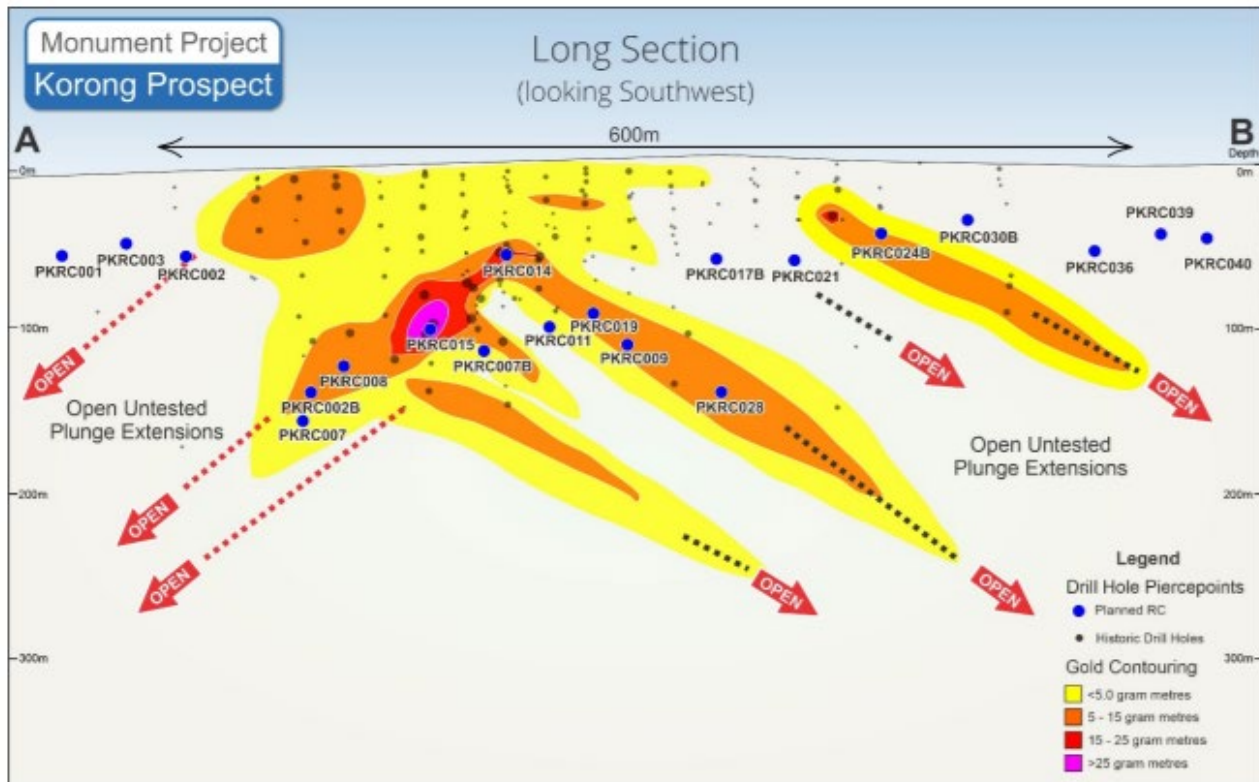 Monument Project
Korong Prospect
Long Section
(looking Southwest)
A
600m
B
Depth
0m
0m
PKRC001
PKRC003
PKRC002
PKRC014
PKRC017B
PKRC021
PKRC024B
PKRC030B
PKRC036
PKRC039
PKRC040
100m
100m
PKRC015
PKRC007B
PKRC011
PKRC019
PKRC009
PKRC008
PKRC002B
PKRC007
PKRC028
OPEN
OPEN
OPEN
Open Untested
Plunge Extensions
Open Untested
Plunge Extensions
200m
200m
OPEN
OPEN
OPEN
OPEN
300m
300m
Legend
Drill Hole Piercepoints
Planned RC
Historic Drill Holes
Gold Contouring
<5.0 gram metres
5 - 15 gram metres
15 - 25 gram metres
>25 gram metres